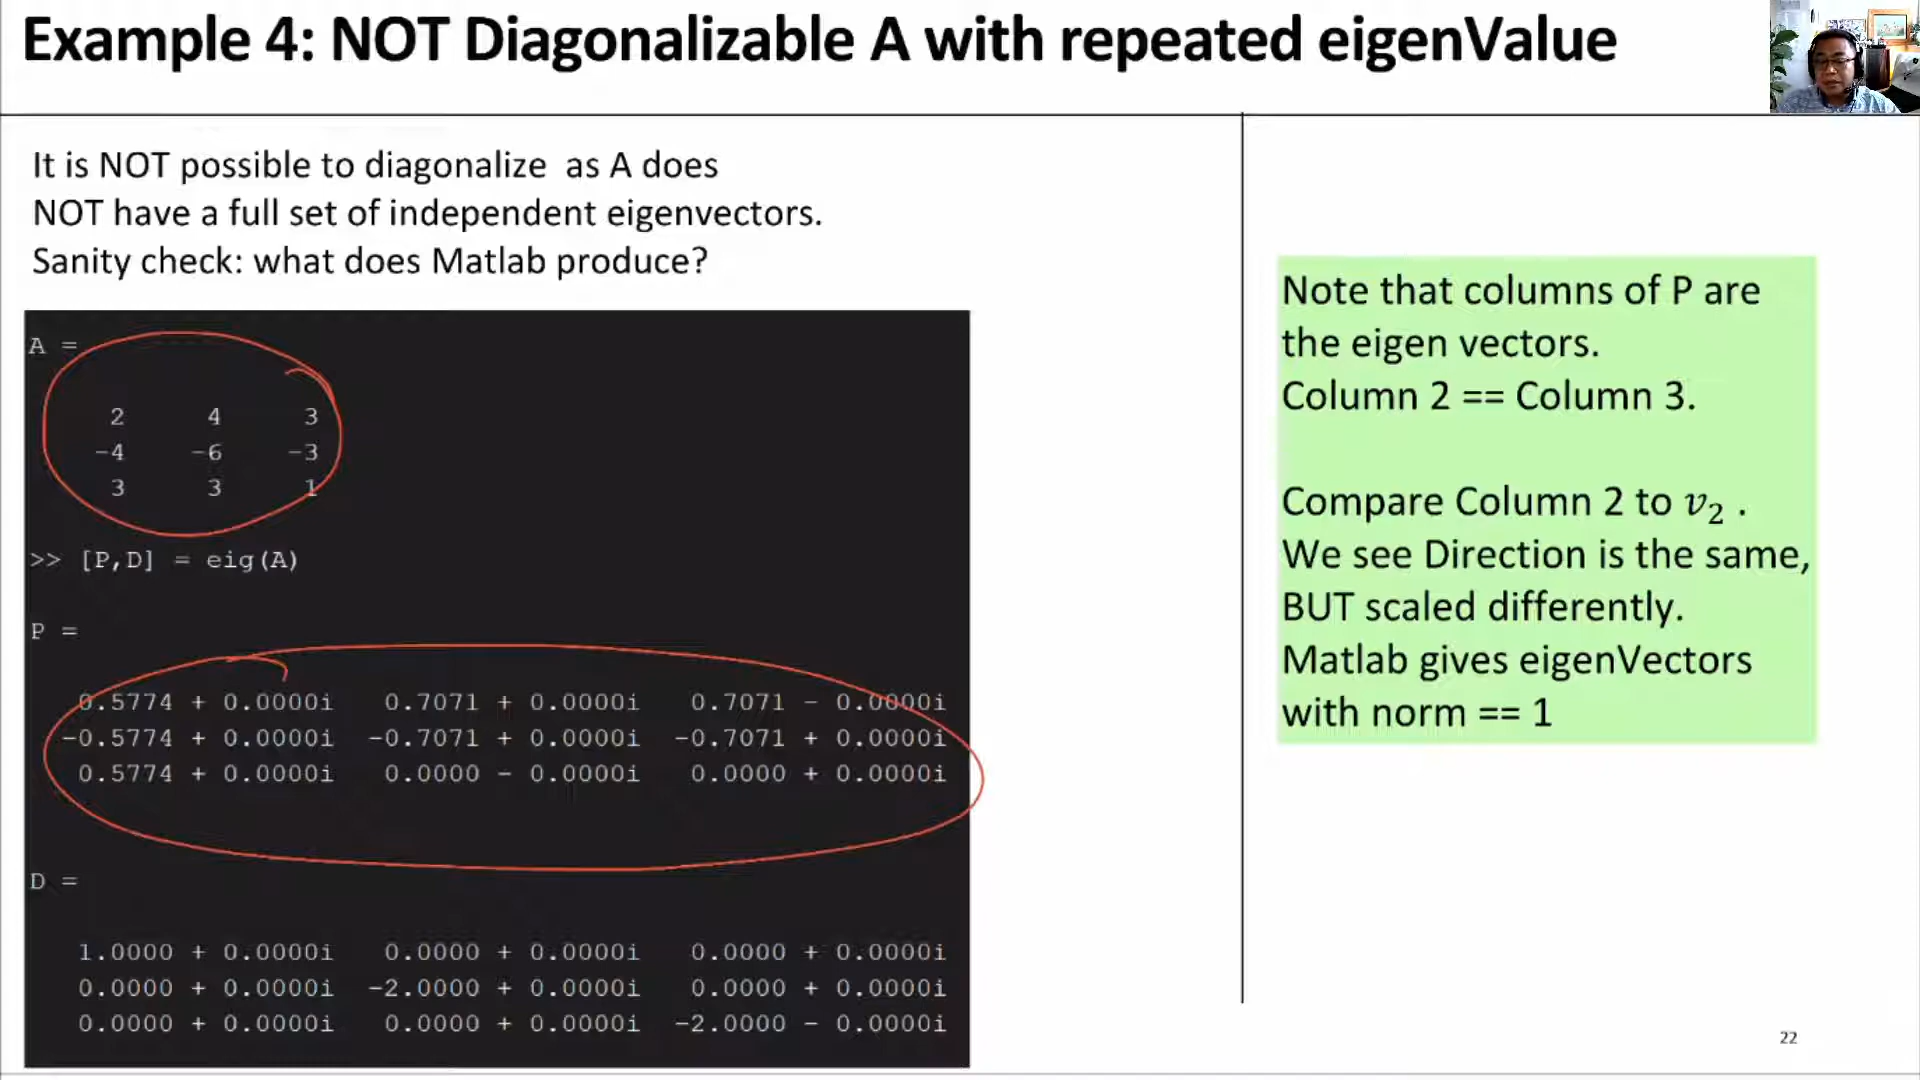 Example 4: NOT Diagonalizable A with repeated eigenValue
It is NOT possible to diagonalize as A does
NOT have a full set of independent eigenvectors.
Sanity check: what does Matlab produce?
A =
2 4 3
-4 -6 -3
3 3 1
>> [P,D] = eig(A)
P =
0.5774 + 0.0000i 0.7071 + 0.0000i 0.7071 - 0.0000i
-0.5774 + 0.0000i -0.7071 + 0.0000i -0.7071 + 0.0000i
0.5774 + 0.0000i 0.0000 - 0.0000i 0.0000 + 0.0000i
D =
1.0000 + 0.0000i 0.0000 + 0.0000i 0.0000 + 0.0000i
0.0000 + 0.0000i -2.0000 + 0.0000i 0.0000 + 0.0000i
0.0000 + 0.0000i 0.0000 + 0.0000i -2.0000 - 0.0000i
Note that columns of P are
the eigen vectors.
Column 2 == Column 3.
Compare Column 2 to v₂ .
We see Direction is the same,
BUT scaled differently.
Matlab gives eigenVectors
with norm == 1
22